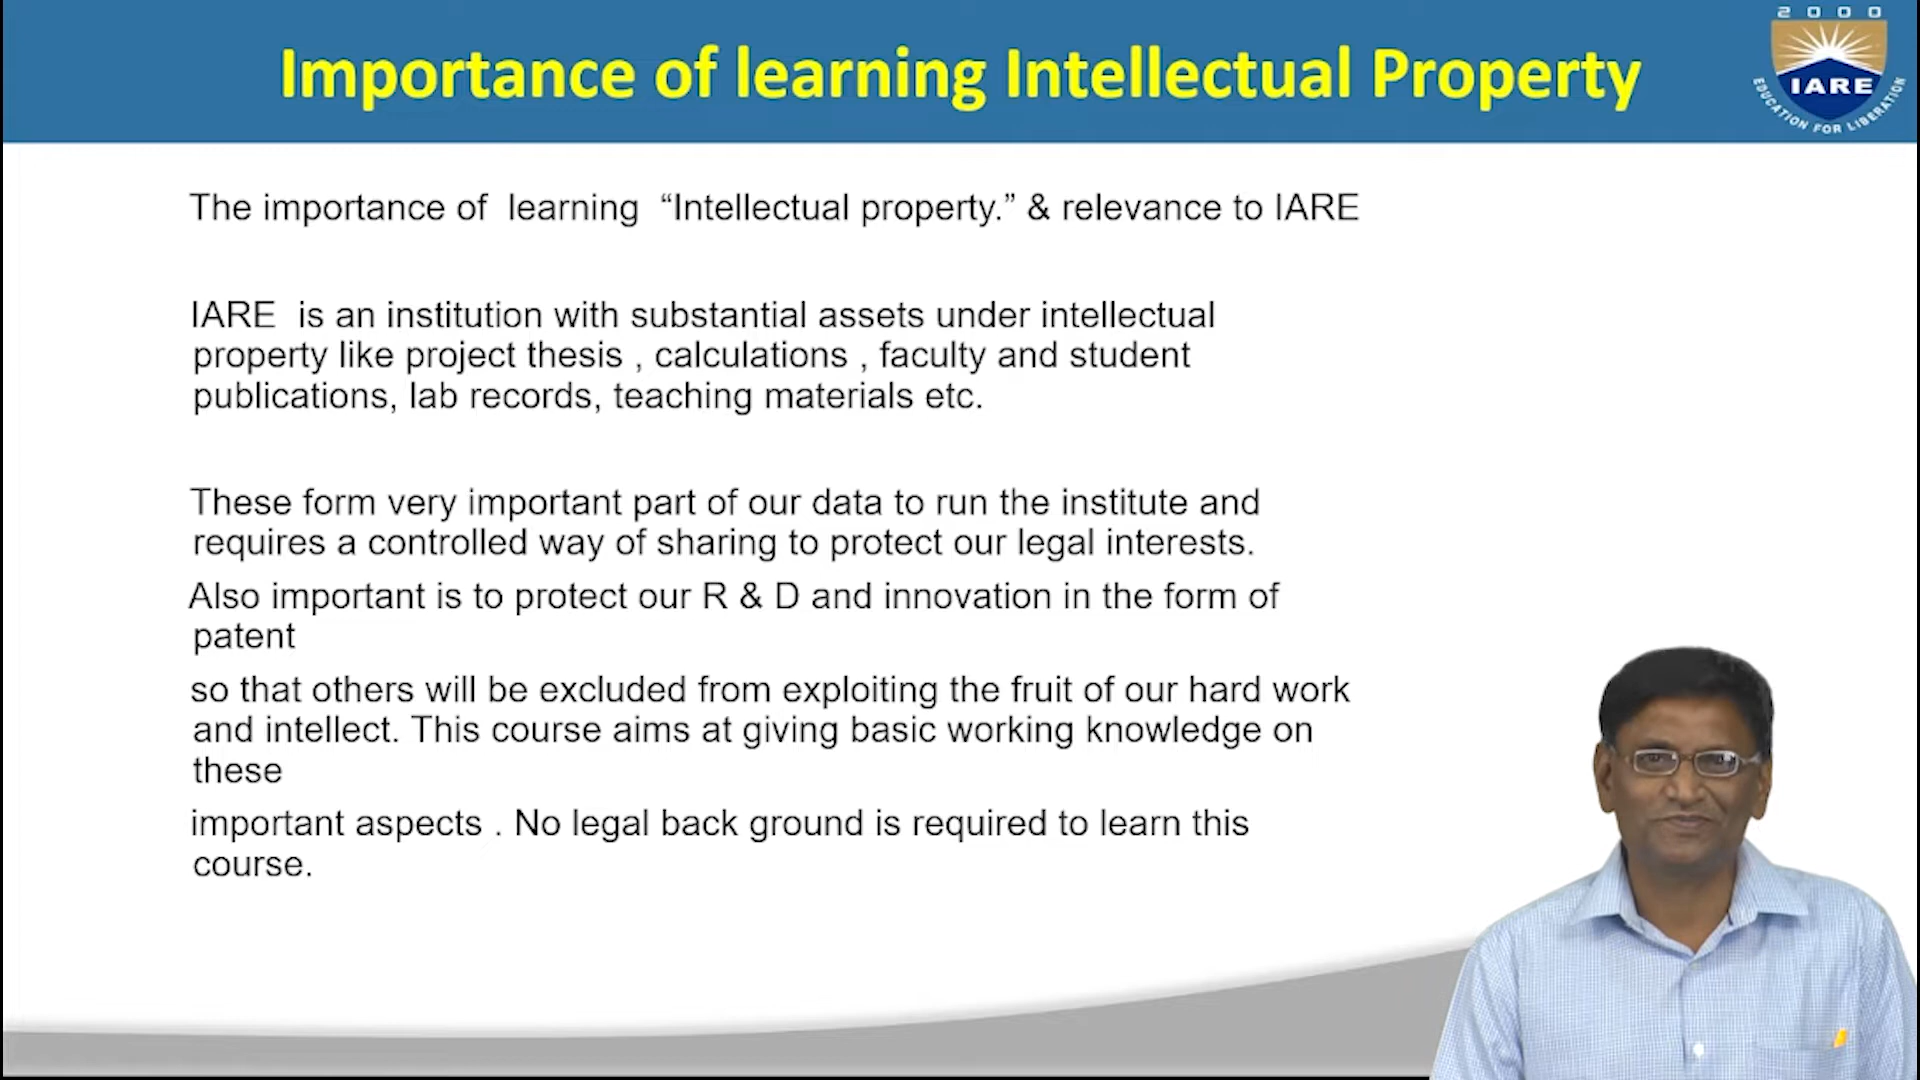 Importance of learning Intellectual Property
2000
IARE
EDUCATION FOR LIBERATION
The importance of learning “Intellectual property.” & relevance to IARE
IARE is an institution with substantial assets under intellectual
property like project thesis , calculations , faculty and student
publications, lab records, teaching materials etc.
These form very important part of our data to run the institute and
requires a controlled way of sharing to protect our legal interests.
Also important is to protect our R & D and innovation in the form of
patent
so that others will be excluded from exploiting the fruit of our hard work
and intellect. This course aims at giving basic working knowledge on
these
important aspects . No legal back ground is required to learn this
course.